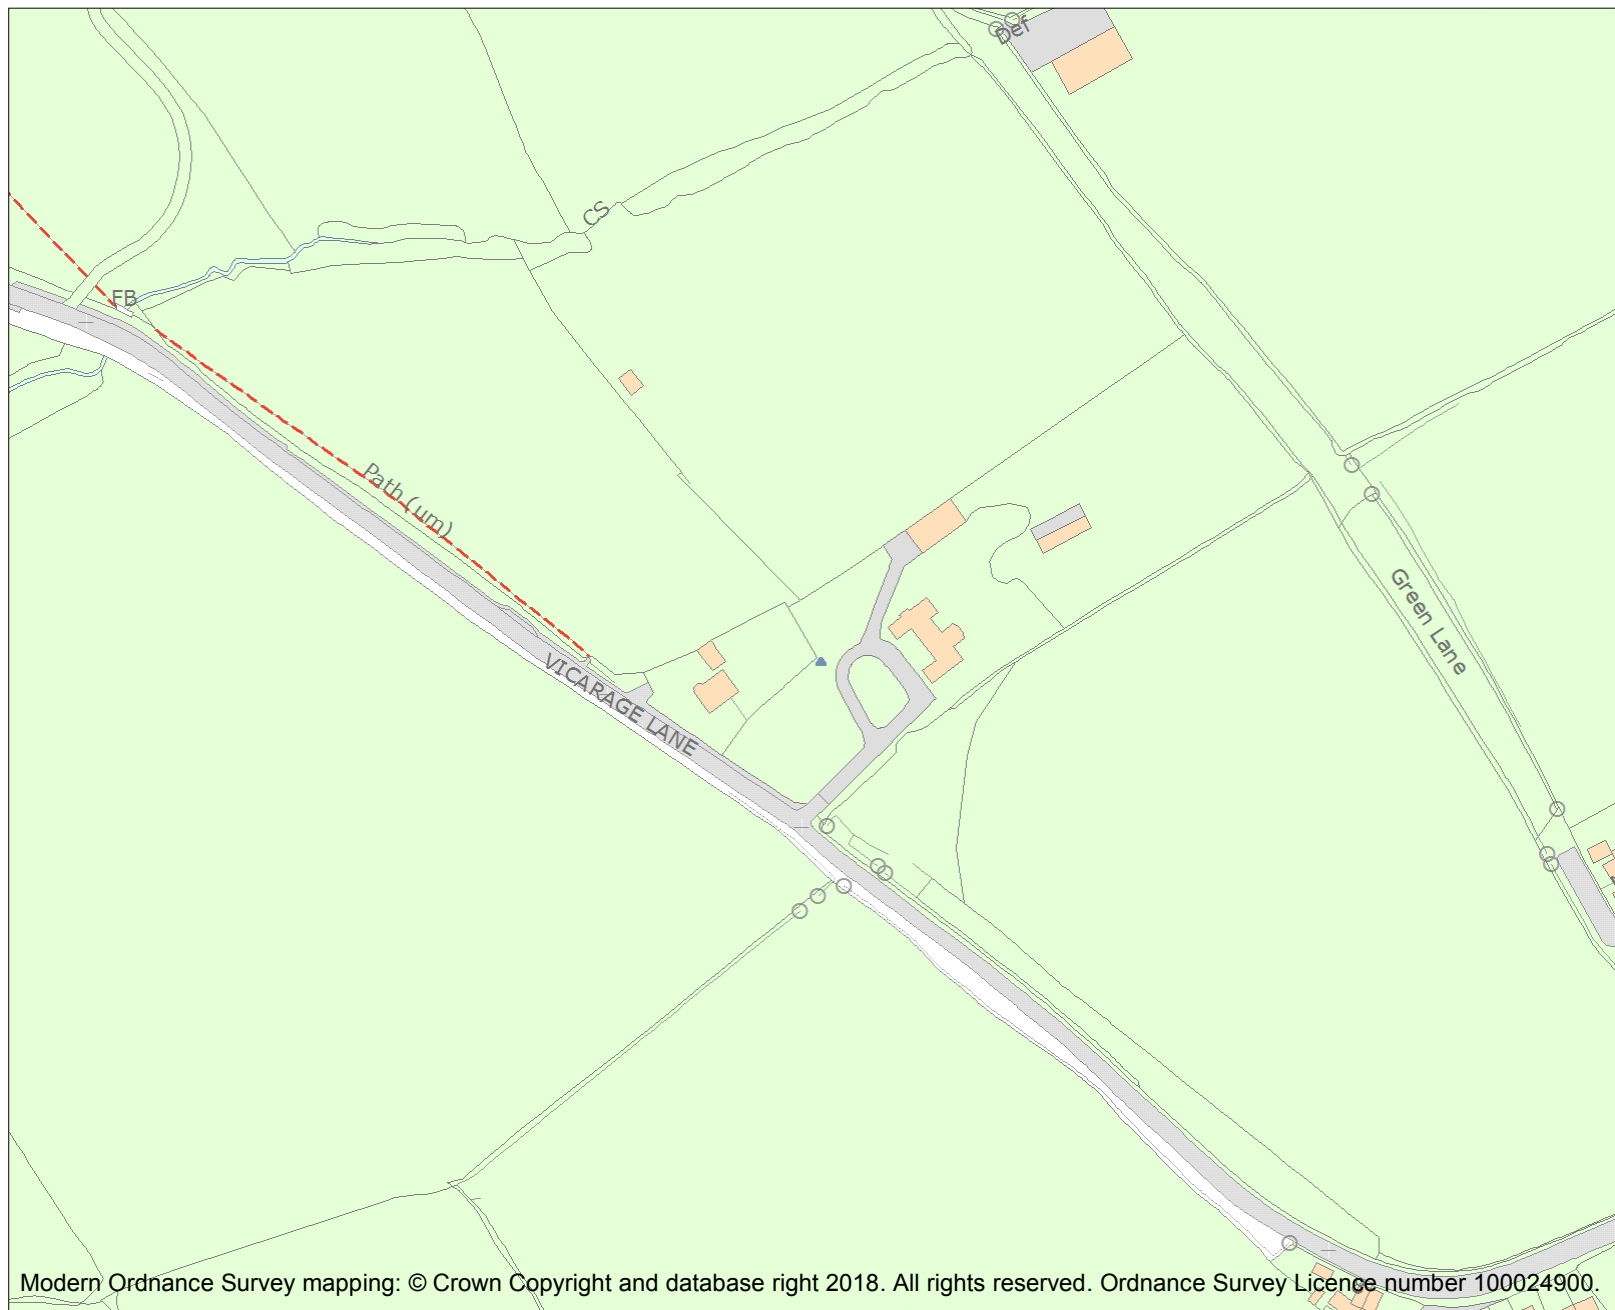 Def
CS
FB
Path (um)
Green Lane
VICARAGE LANE
Modern Ordnance Survey mapping: © Crown Copyright and database right 2018. All rights reserved. Ordnance Survey Licence number 100024900.